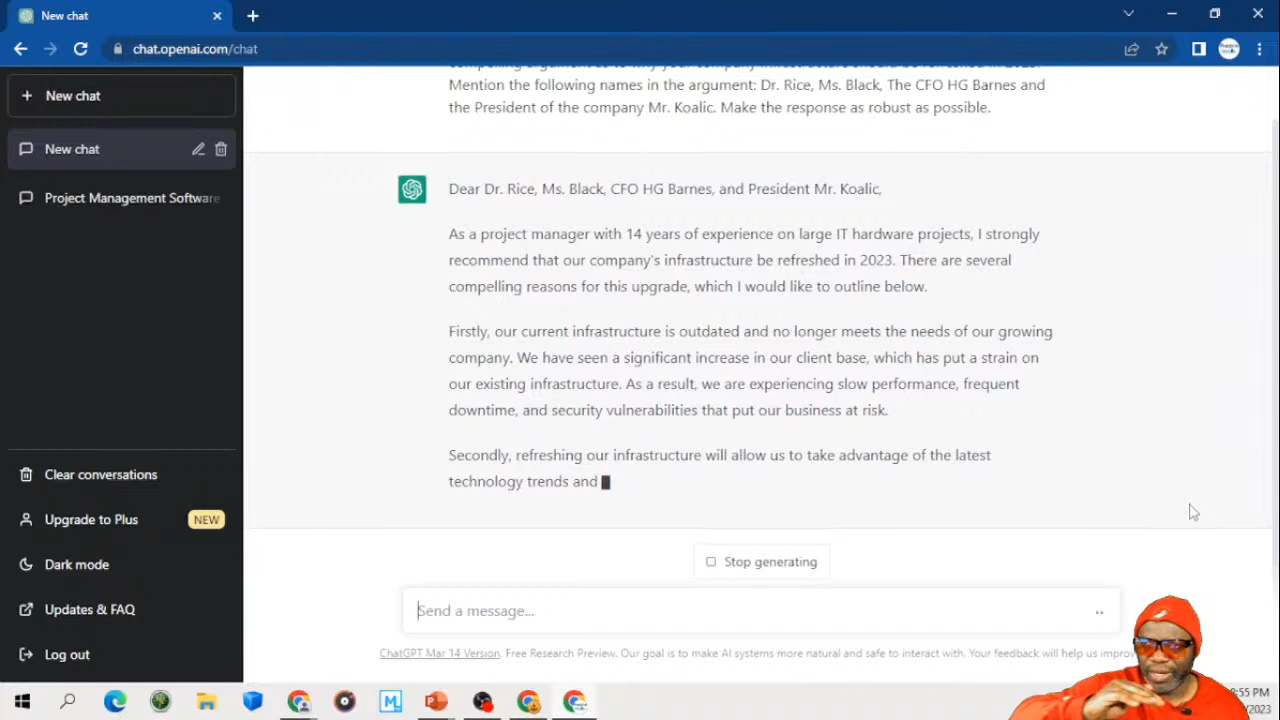 New chat
chat.openai.com/chat
New chat
Mention the following names in the argument: Dr. Rice, Ms. Black, The CFO HG Barnes and
the President of the company Mr. Koalic. Make the response as robust as possible.
New chat
Project Management Software
Dear Dr. Rice, Ms. Black, CFO HG Barnes, and President Mr. Koalic,
As a project manager with 14 years of experience on large IT hardware projects, I strongly
recommend that our company's infrastructure be refreshed in 2023. There are several
compelling reasons for this upgrade, which I would like to outline below.
Firstly, our current infrastructure is outdated and no longer meets the needs of our growing
company. We have seen a significant increase in our client base, which has put a strain on
our existing infrastructure. As a result, we are experiencing slow performance, frequent
downtime, and security vulnerabilities that put our business at risk.
Secondly, refreshing our infrastructure will allow us to take advantage of the latest
technology trends and
Clear conversations
Upgrade to Plus NEW
Dark mode
Updates & FAQ
Log out
Stop generating
Send a message...
ChatGPT Mar 14 Version. Free Research Preview. Our goal is to make AI systems more natural and safe to interact with. Your feedback will help us
:55 PM
/2023